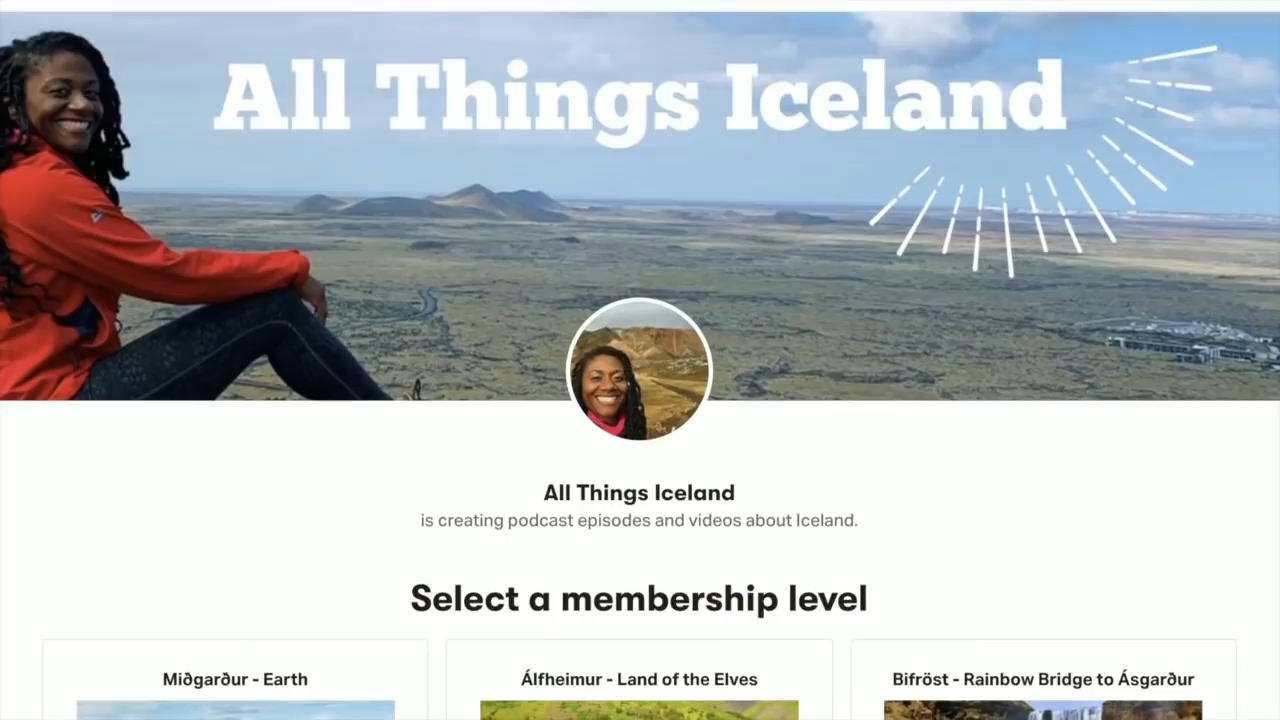 All Things Iceland
All Things Iceland
is creating podcast episodes and videos about Iceland.
Select a membership level
Miðgarður - Earth
Álfheimur - Land of the Elves
Bifröst - Rainbow Bridge to Ásgarður